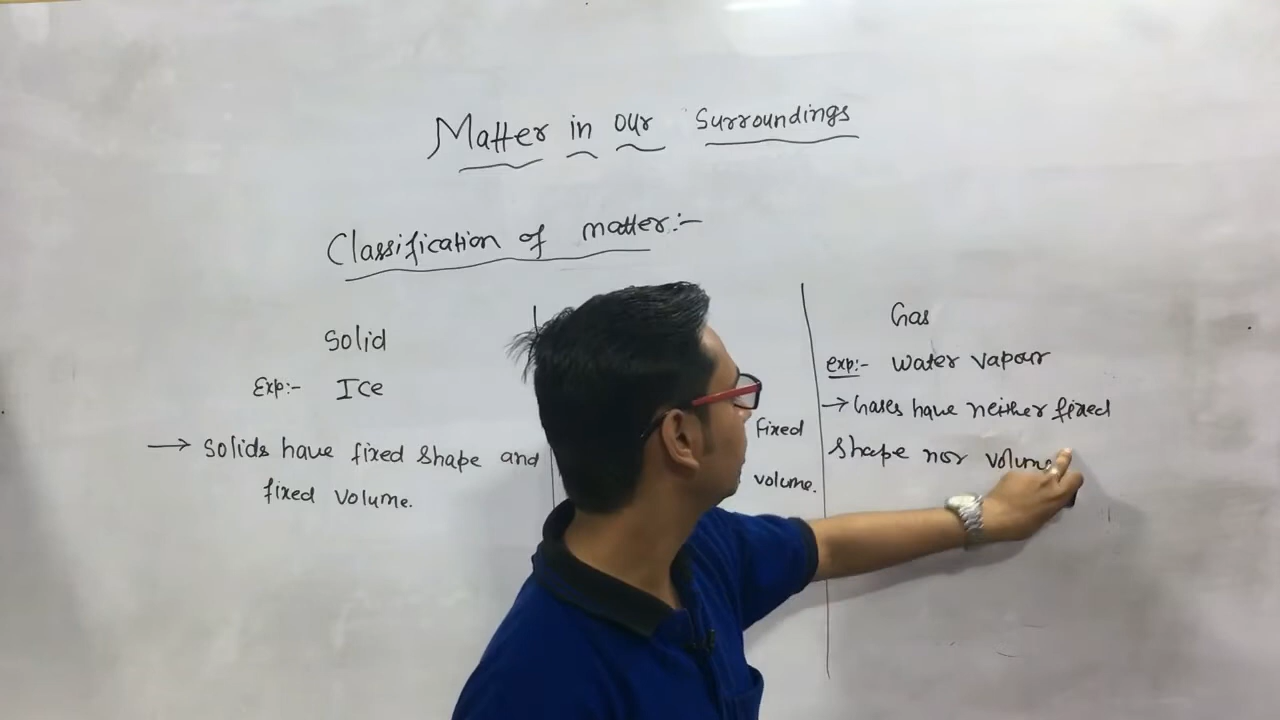 Matter in our Surroundings
Classification of matter:-
Solid
Exp:- Ice
→ Solids have fixed shape and
fixed volume.
fixed
volume.
Gas
exp:- Water vapour
→ Gases have neither fixed
shape nor